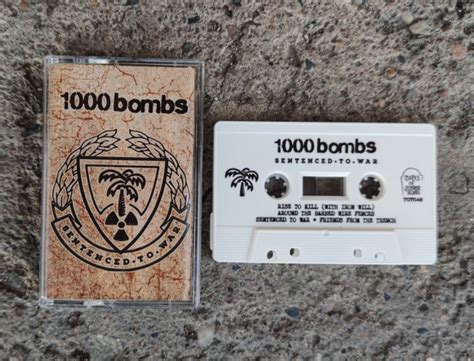 1000 bombs
SENTENCED·TO·WAR
1000 bombs
SENTENCED·TO·WAR
RISE TO KILL (WITH IRON WILL)
AROUND THE BARBED WIRE FENCES
SENTENCED TO WAR * FRIENDS FROM THE TRENCH